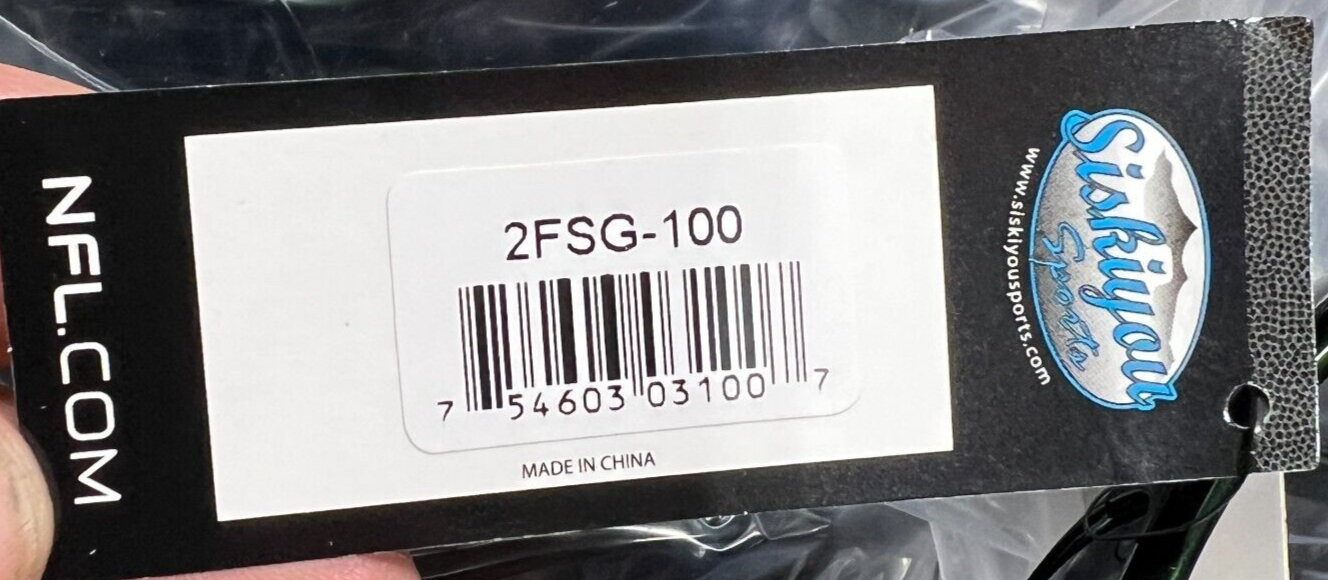 NFL.COM
2FSG-100
7 54603 03100 7
MADE IN CHINA
Siskiyou
Sports
www.siskiyousports.com